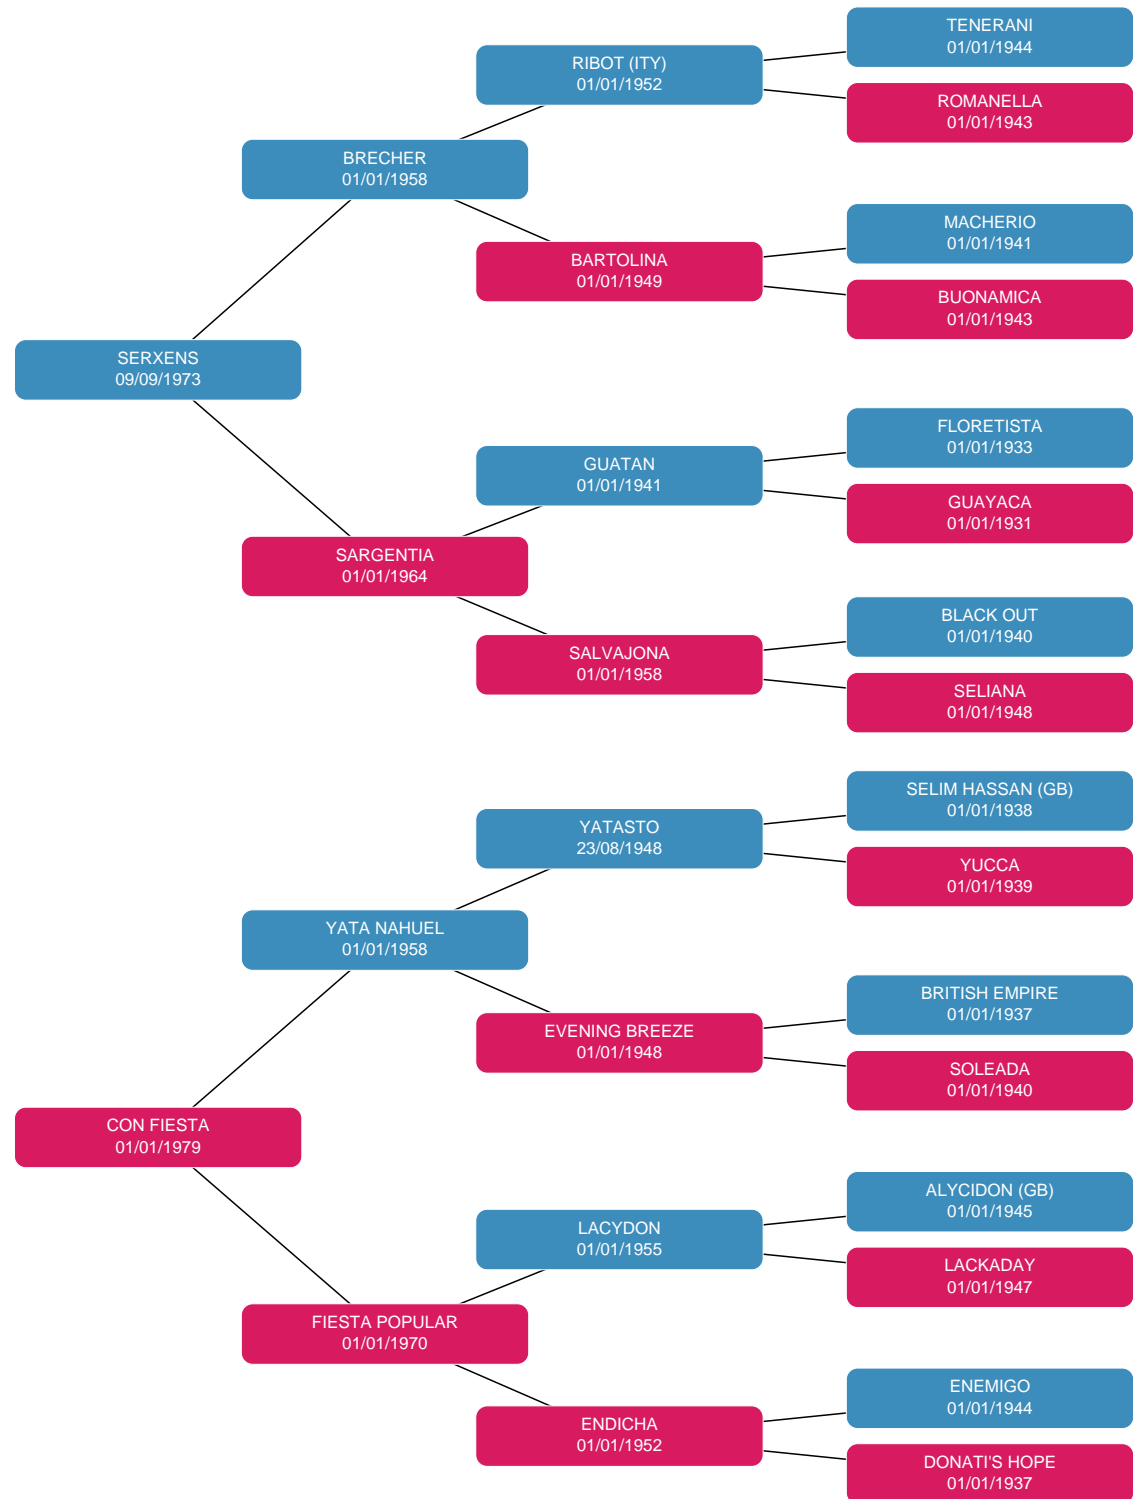 TENERANI
01/01/1944
RIBOT (ITY)
01/01/1952
ROMANELLA
01/01/1943
BRECHER
01/01/1958
MACHERIO
01/01/1941
BARTOLINA
01/01/1949
BUONAMICA
01/01/1943
SERXENS
09/09/1973
FLORETISTA
01/01/1933
GUATAN
01/01/1941
GUAYACA
01/01/1931
SARGENTIA
01/01/1964
BLACK OUT
01/01/1940
SALVAJONA
01/01/1958
SELIANA
01/01/1948
SELIM HASSAN (GB)
01/01/1938
YATASTO
23/08/1948
YUCCA
01/01/1939
YATA NAHUEL
01/01/1958
BRITISH EMPIRE
01/01/1937
EVENING BREEZE
01/01/1948
SOLEADA
01/01/1940
CON FIESTA
01/01/1979
ALYCIDON (GB)
01/01/1945
LACYDON
01/01/1955
LACKADAY
01/01/1947
FIESTA POPULAR
01/01/1970
ENEMIGO
01/01/1944
ENDICHA
01/01/1952
DONATI'S HOPE
01/01/1937